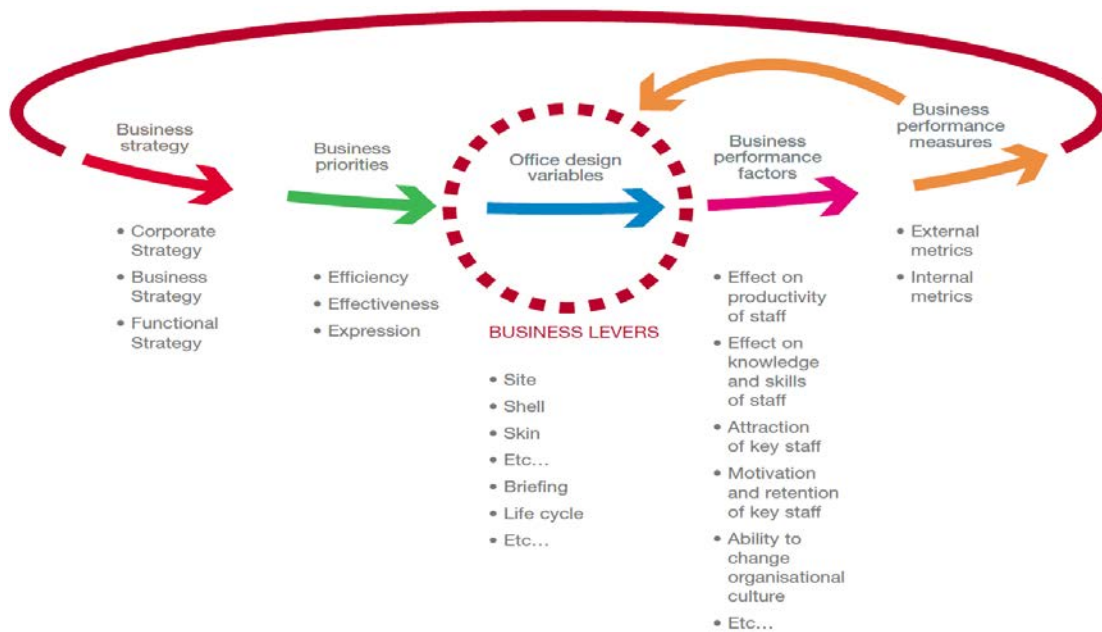 Business
strategy
Business
priorities
Office design
variables
Business
performance
factors
Business
performance
measures
• Corporate
Strategy
• Business
Strategy
• Functional
Strategy
• Efficiency
• Effectiveness
• Expression
BUSINESS LEVERS
• Site
• Shell
• Skin
• Etc...
• Briefing
• Life cycle
• Etc...
• Effect on
productivity
of staff
• Effect on
knowledge
and skills
of staff
• Attraction
of key staff
• Motivation
and retention
of key staff
• Ability to
change
organisational
culture
• Etc...
• External
metrics
• Internal
metrics